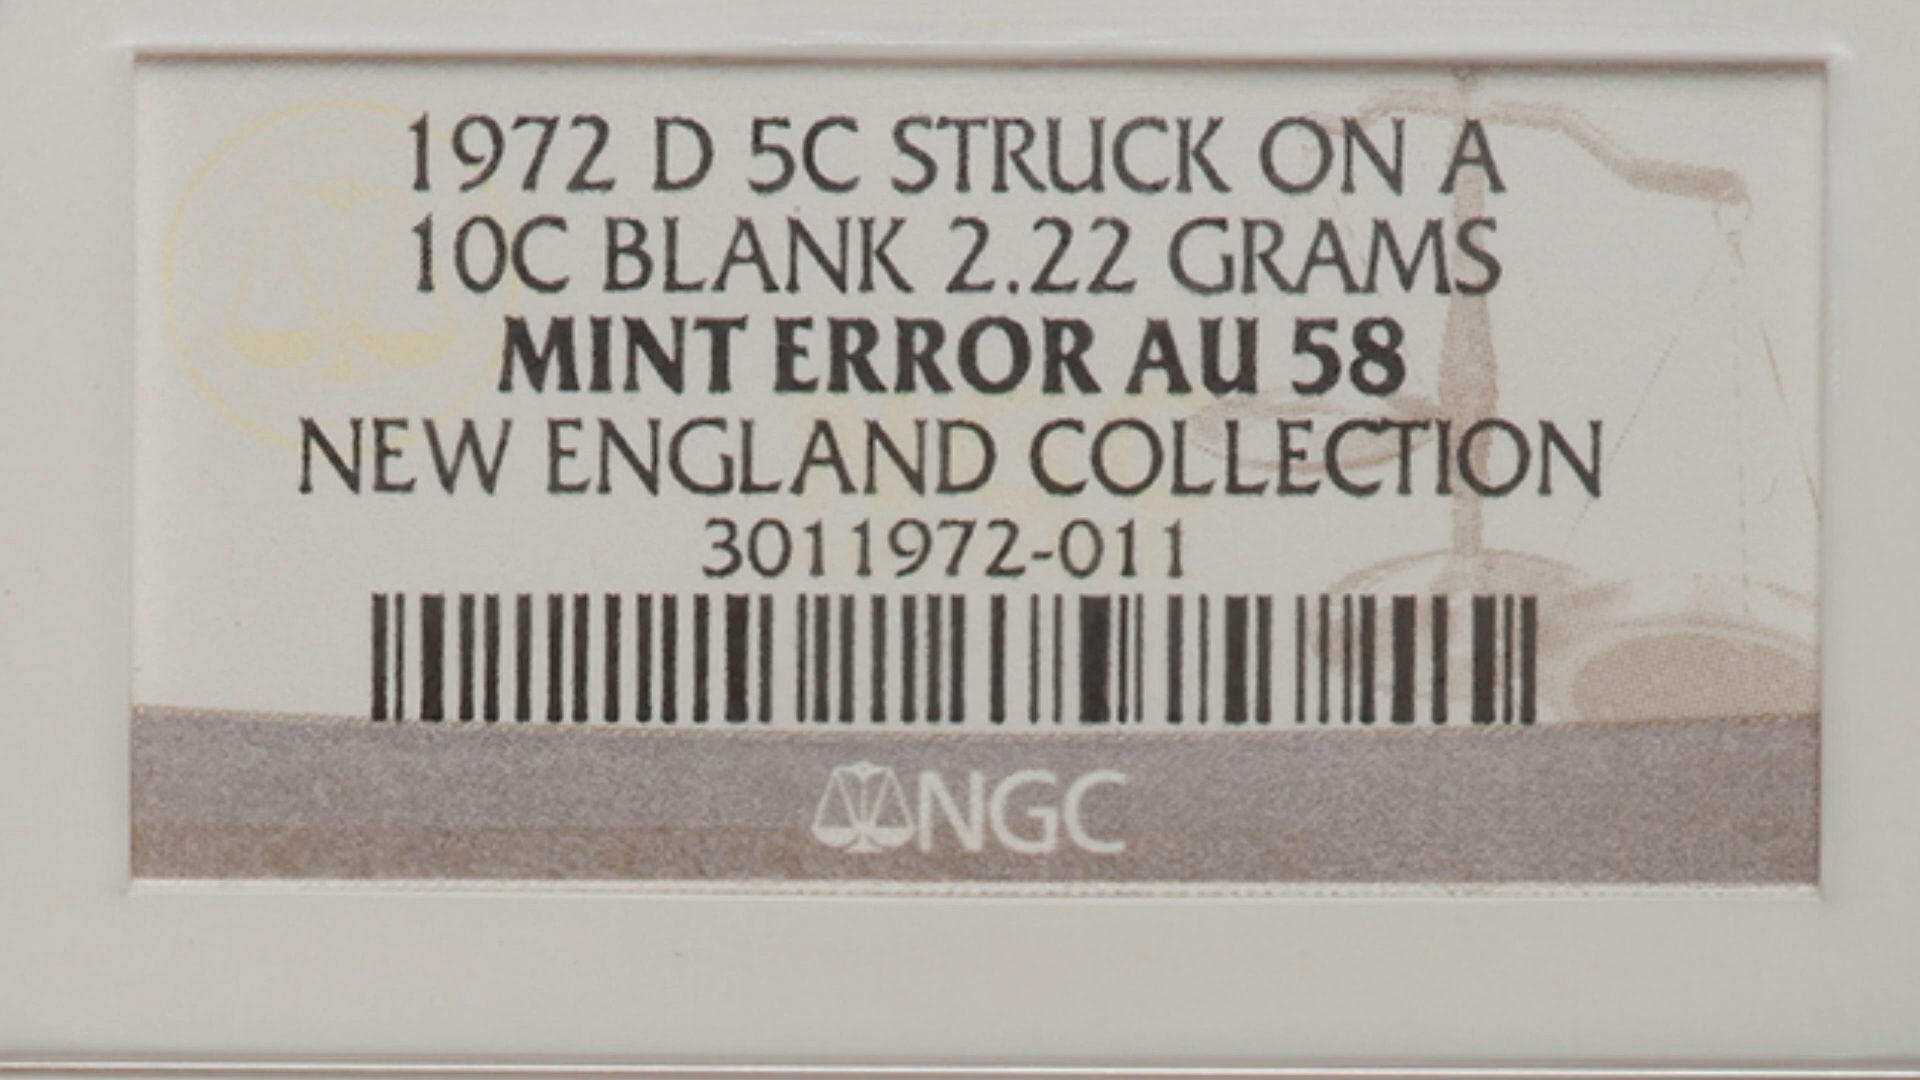 1972 D 5C STRUCK ON A
10C BLANK 2.22 GRAMS
MINT ERROR AU 58
NEW ENGLAND COLLECTION
3011972-011
NGC